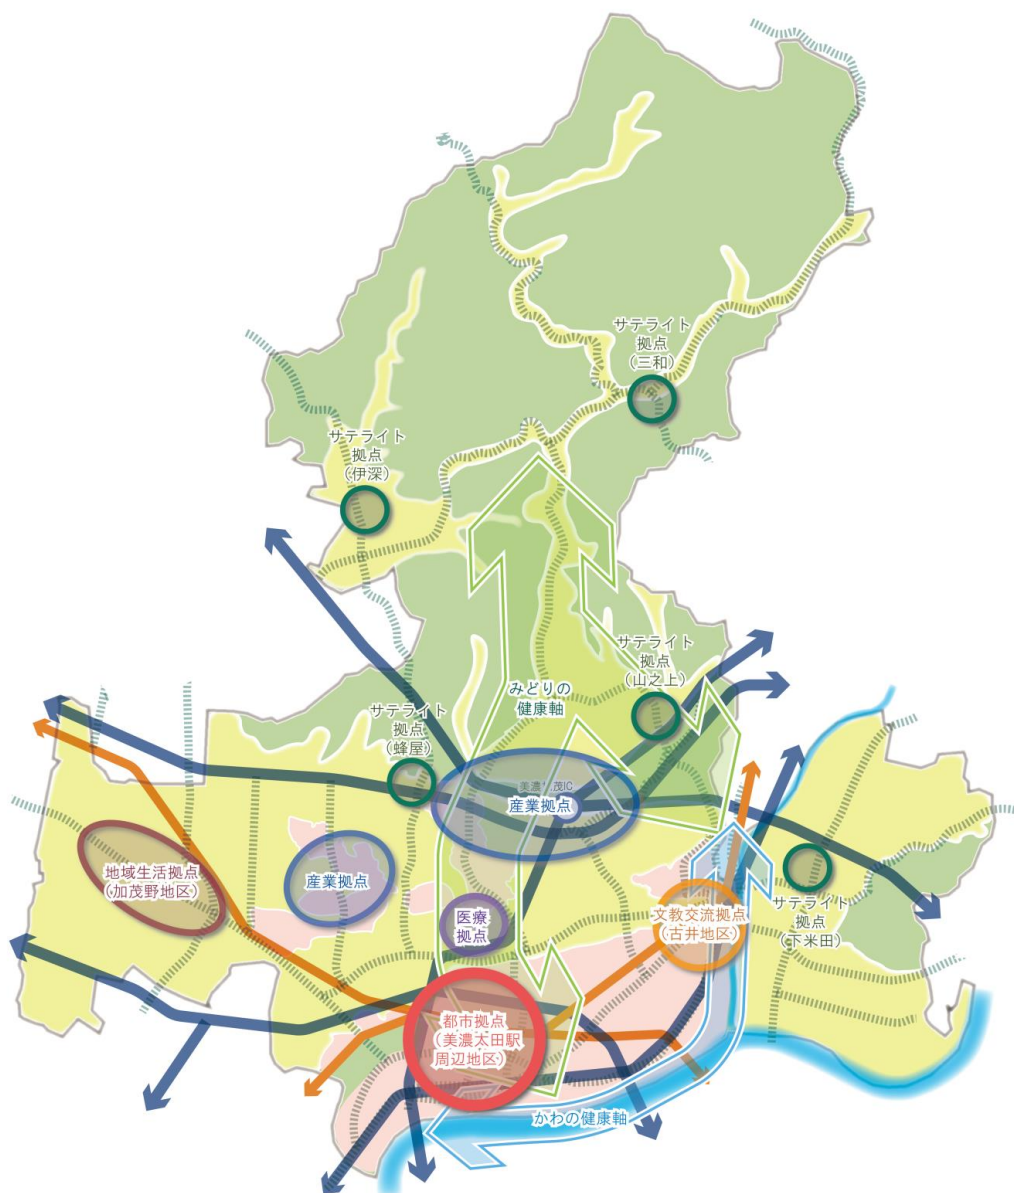 サテライト
拠点
(三和)
サテライト
拠点
(伊深)
サテライト
拠点
(山之上)
みどりの
健康軸
サテライト
拠点
(蜂屋)
産業拠点
地域生活拠点
(加茂野地区)
産業拠点
医療
拠点
文教交流拠点
(古井地区)
サテライト
拠点
(下米田)
都市拠点
(美濃太田駅
周辺地区)
かわの健康軸